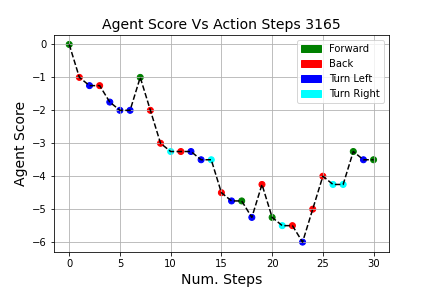 Agent Score Vs Action Steps 3165
Forward
Back
Turn Left
Turn Right
Agent Score
0
−1
−2
−3
−4
−5
−6
0 5 10 15 20 25 30
Num. Steps